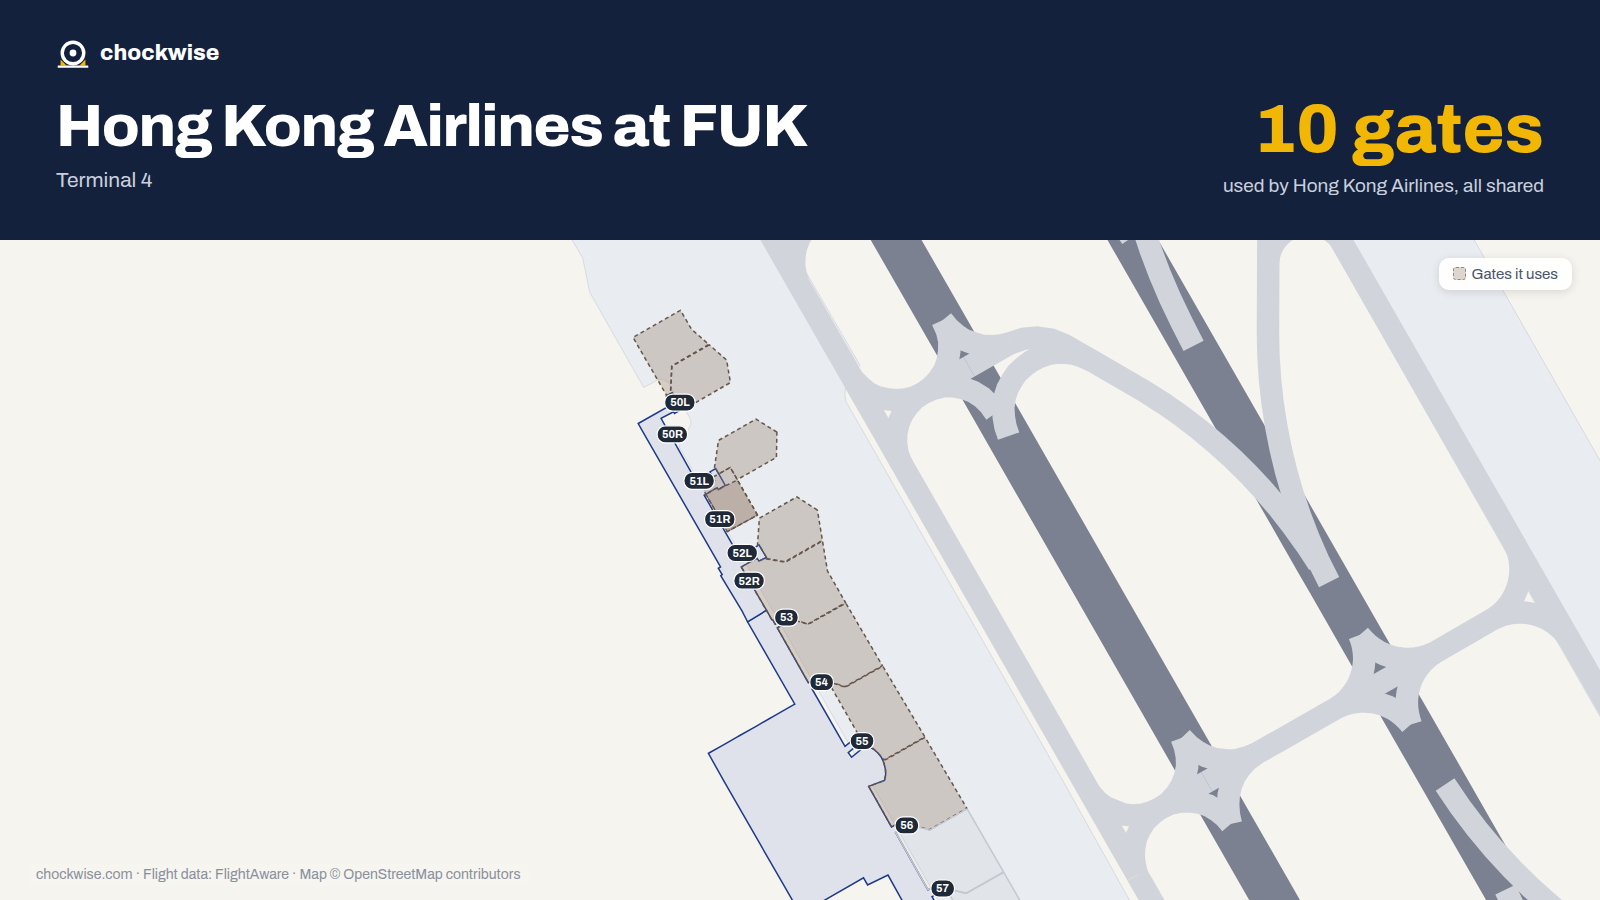 chockwise
Hong Kong Airlines at FUK
Terminal 4
10 gates
used by Hong Kong Airlines, all shared
Gates it uses
50L
50R
51L
51R
52L
52R
53
54
55
56
57
chockwise.com · Flight data: FlightAware · Map © OpenStreetMap contributors